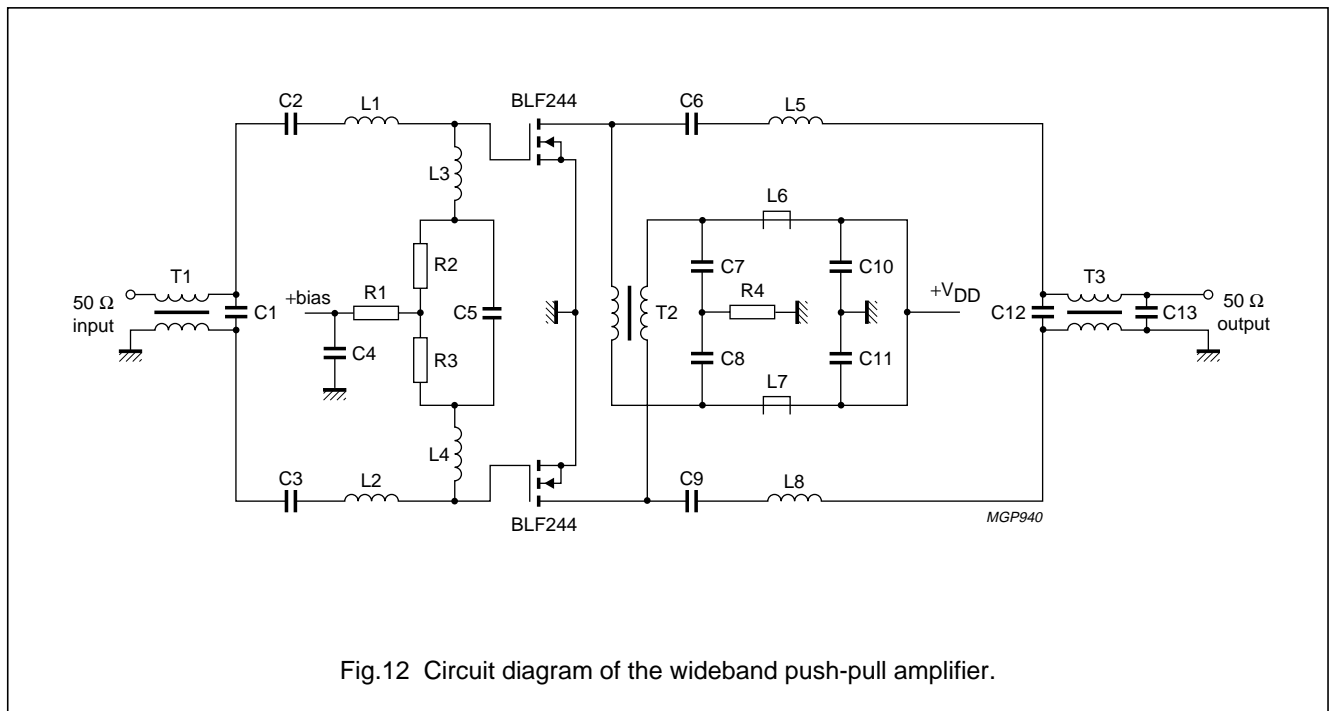 C2
L1
BLF244
C6
L5
L3
L6
R2
C7
C10
T1
T3
50 Ω
input
C1
+bias
R1
C5
R4
T2
+VDD
C12
C13
50 Ω
output
C4
R3
C8
C11
L7
L4
C3
L2
C9
L8
BLF244
MGP940
Fig.12 Circuit diagram of the wideband push-pull amplifier.